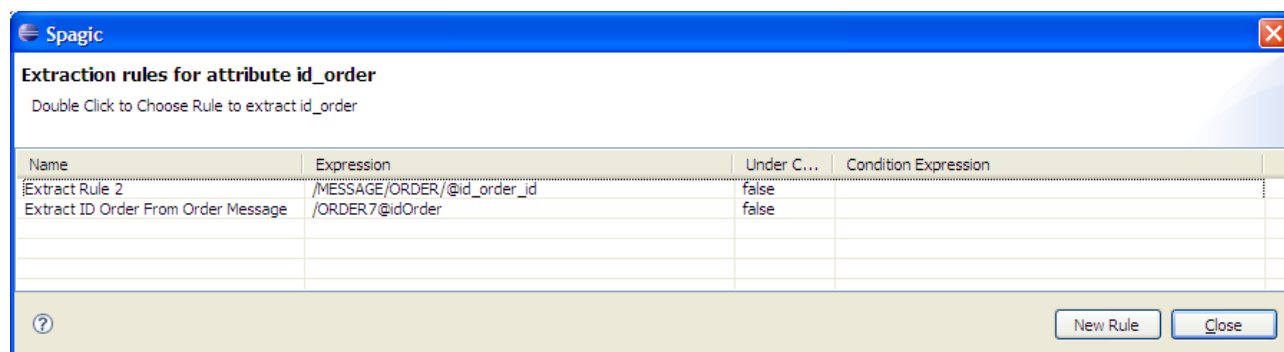 Spagic
Extraction rules for attribute id_order
Double Click to Choose Rule to extract id_order
Name Expression Under C... Condition Expression
Extract Rule 2 /MESSAGE/ORDER/@id_order_id false
Extract ID Order From Order Message /ORDER7@idOrder false
? New Rule Close